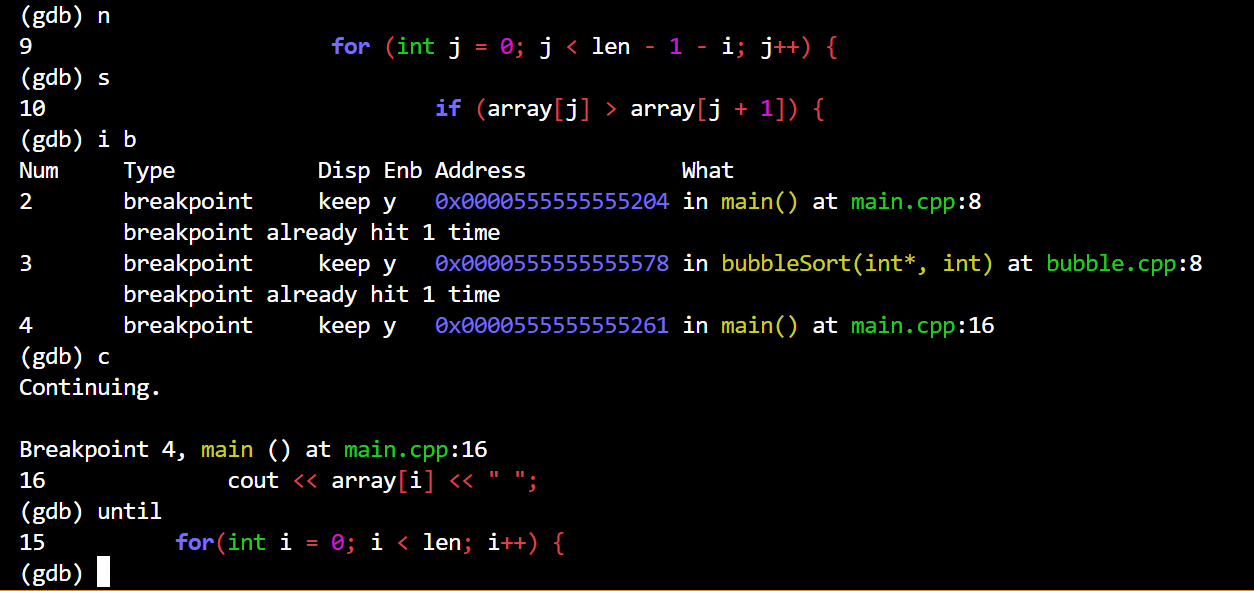 (gdb) n
9                       for (int j = 0; j < len - 1 - i; j++) {
(gdb) s
10                              if (array[j] > array[j + 1]) {
(gdb) i b
Num     Type           Disp Enb Address            What
2       breakpoint     keep y   0x0000555555555204 in main() at main.cpp:8
        breakpoint already hit 1 time
3       breakpoint     keep y   0x0000555555555578 in bubbleSort(int*, int) at bubble.cpp:8
        breakpoint already hit 1 time
4       breakpoint     keep y   0x0000555555555261 in main() at main.cpp:16
(gdb) c
Continuing.

Breakpoint 4, main () at main.cpp:16
16              cout << array[i] << " ";
(gdb) until
15          for(int i = 0; i < len; i++) {
(gdb)